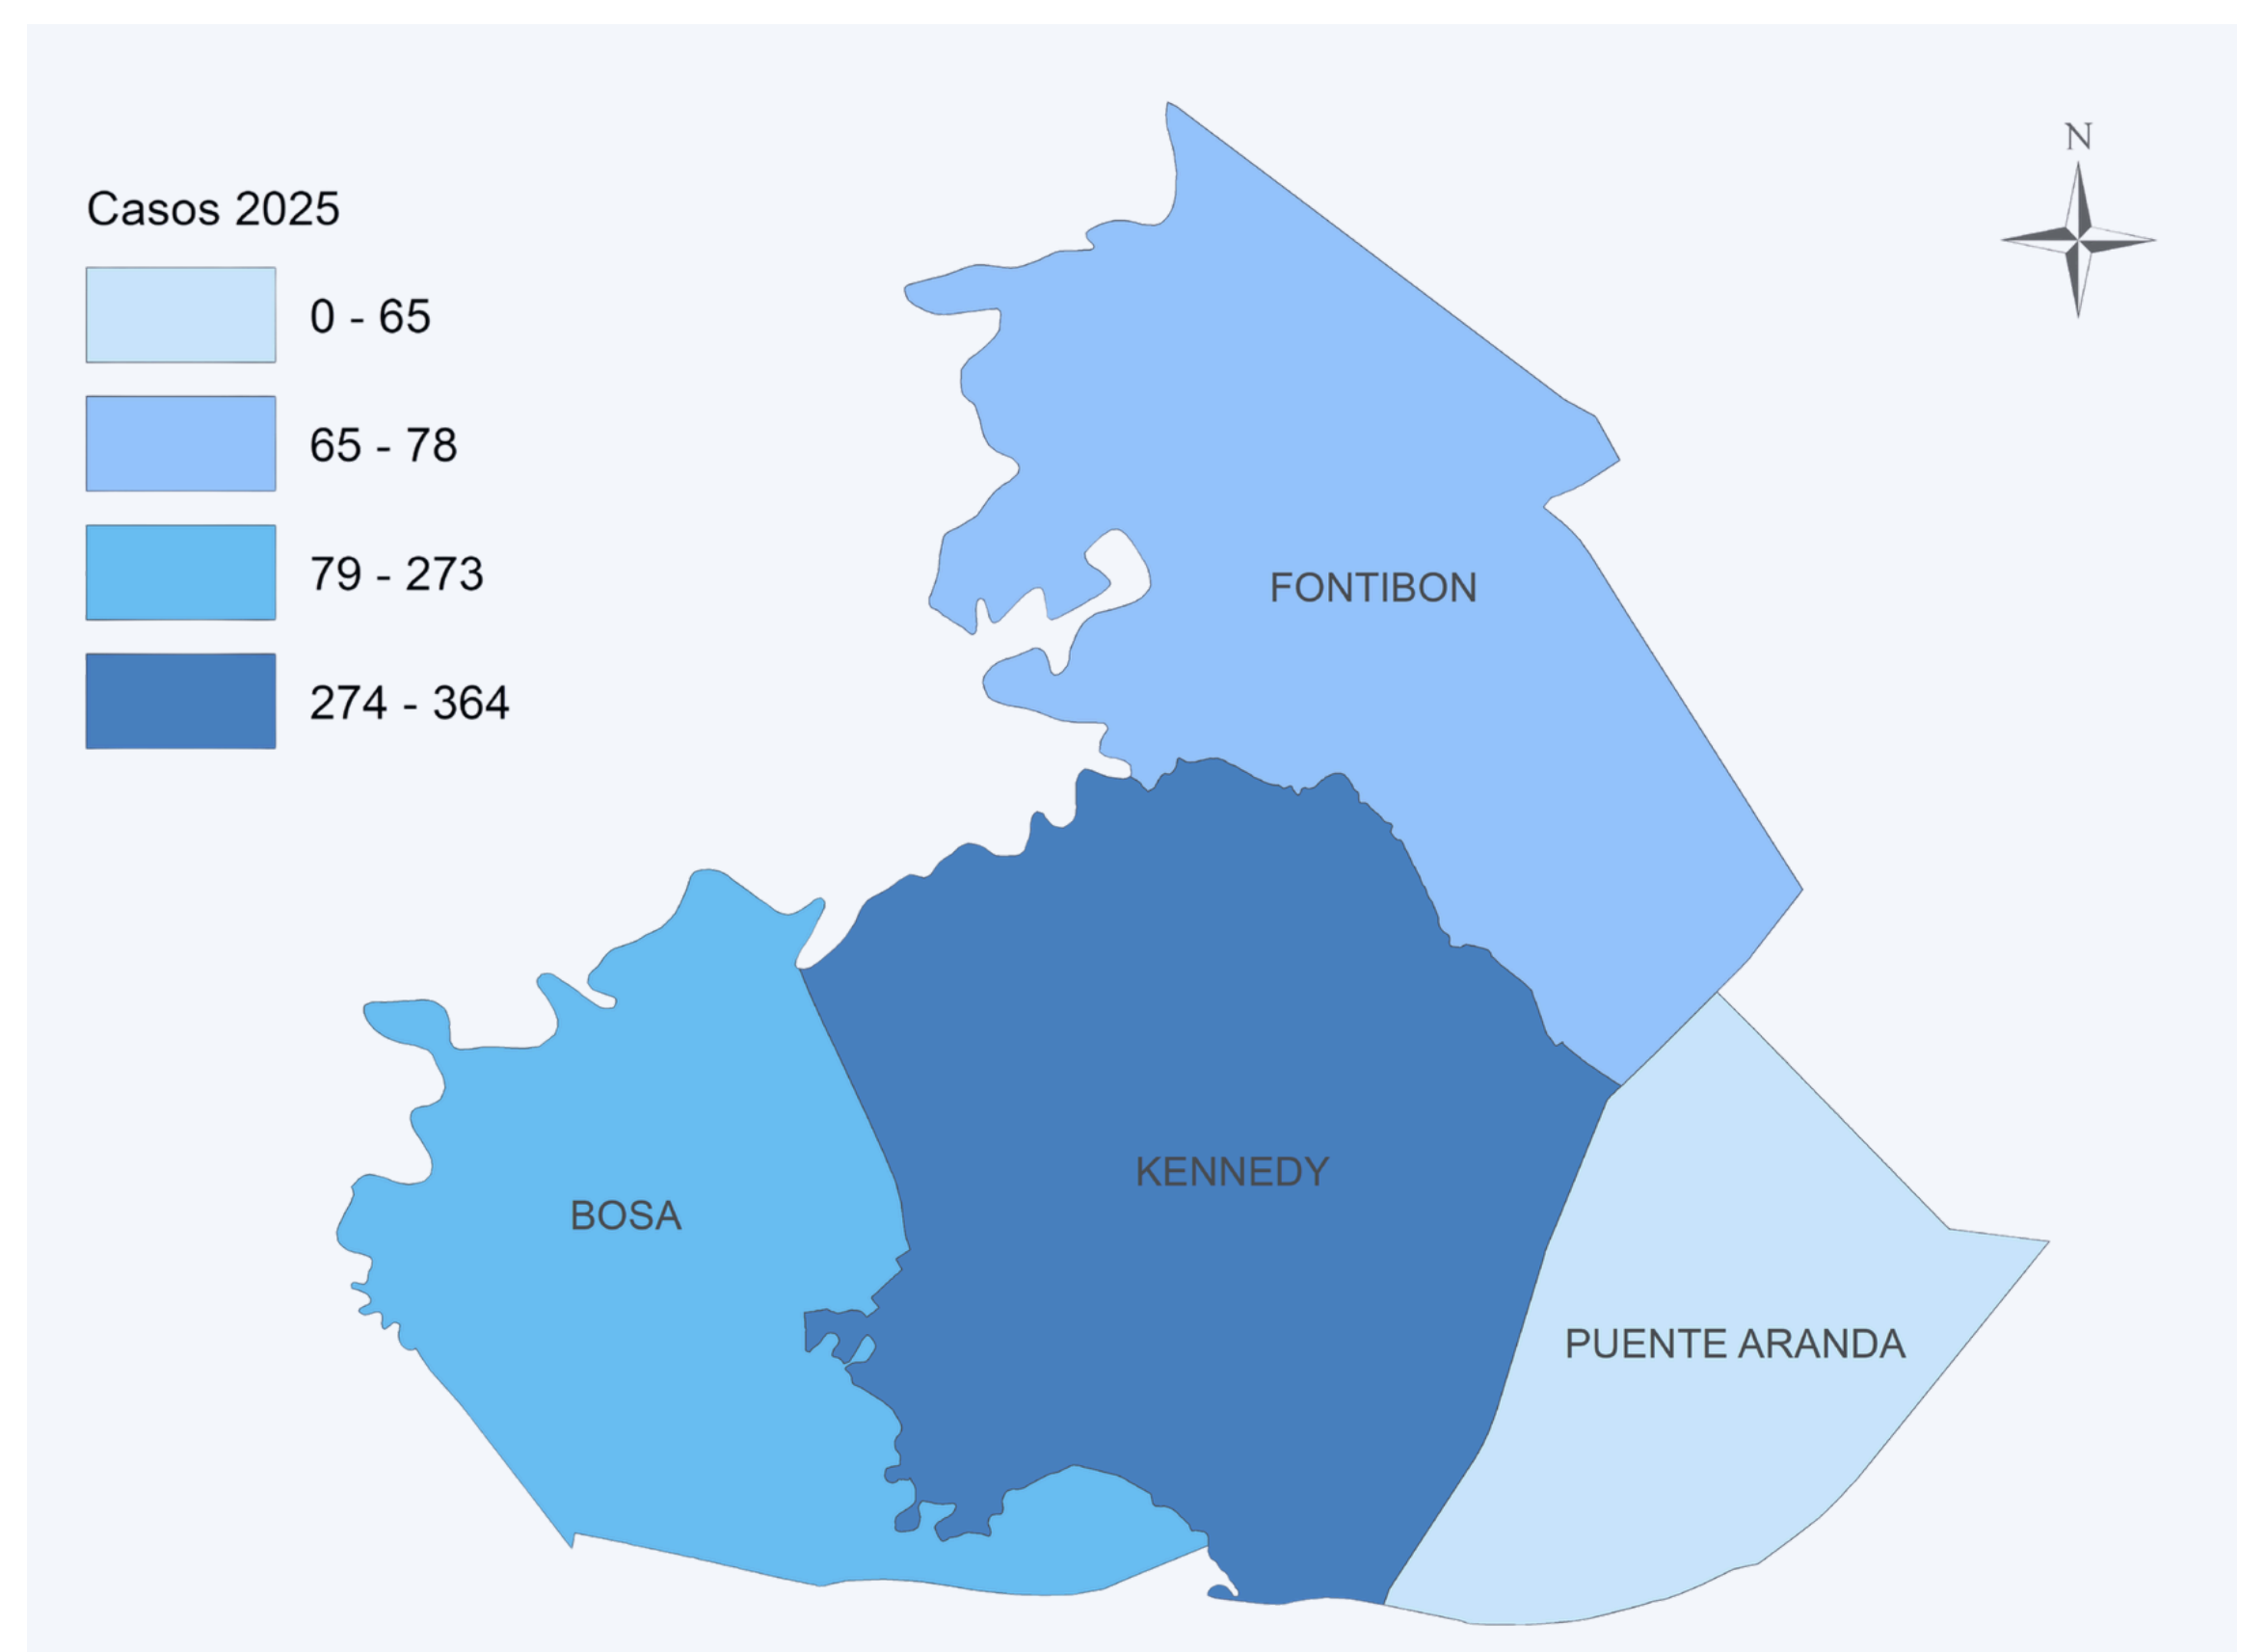 N
Casos 2025
0 - 65
65 - 78
79 - 273
274 - 364
FONTIBON
KENNEDY
BOSA
PUENTE ARANDA